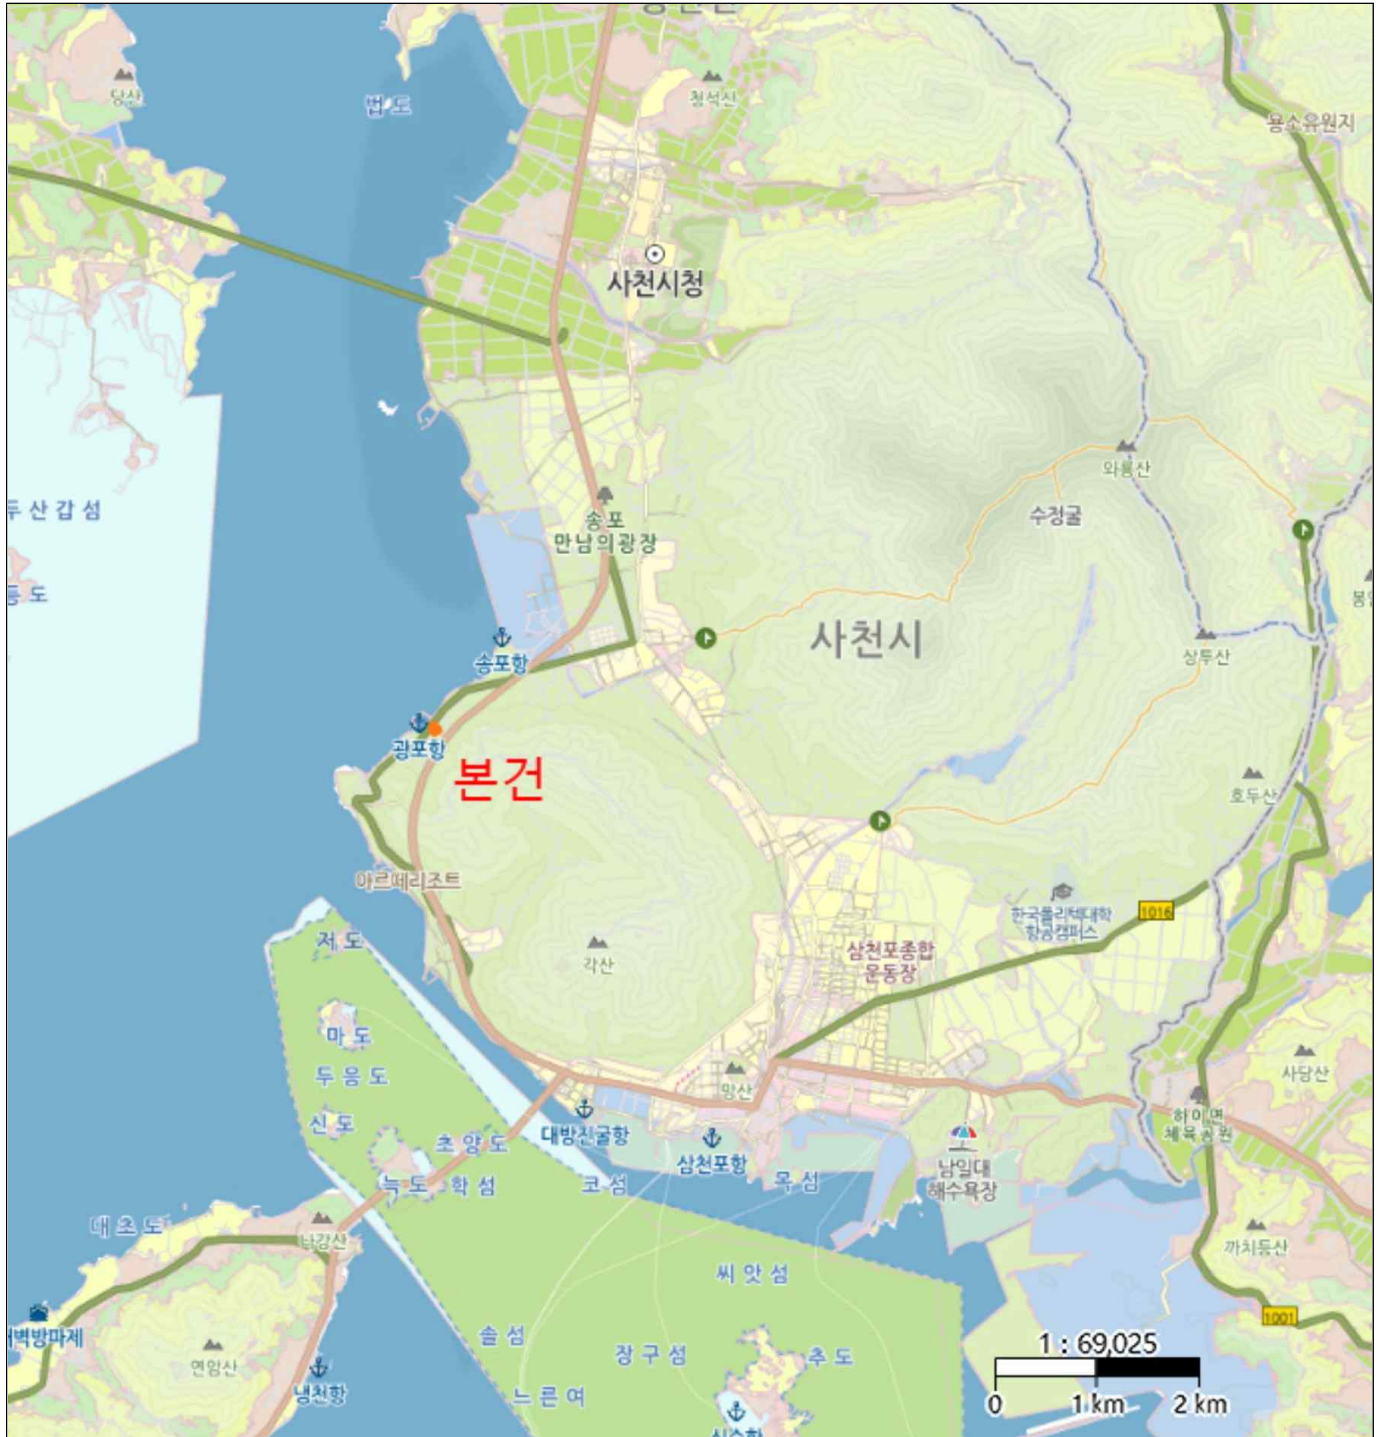 당산
법도
청석산
용소유원지
사천시청
와룡산
두산갑섬
수정굴
송포
만남의광장
사천시
상투산
송포항
광포항
본건
호두산
아르떼리조트
한국폴리텍대학
항공캠퍼스
1016
저도
각산
삼천포종합
운동장
마도
두응도
망산
사당산
신도
초양도
대방진굴항
삼천포항
하이면
체육공원
늑도
학섬
코섬
목섬
남일대
해수욕장
대초도
나강산
까치등산
씨앗섬
1001
솔섬
장구섬
추도
1 : 69,025
연암산
냉천항
느른여
0 1 km 2 km